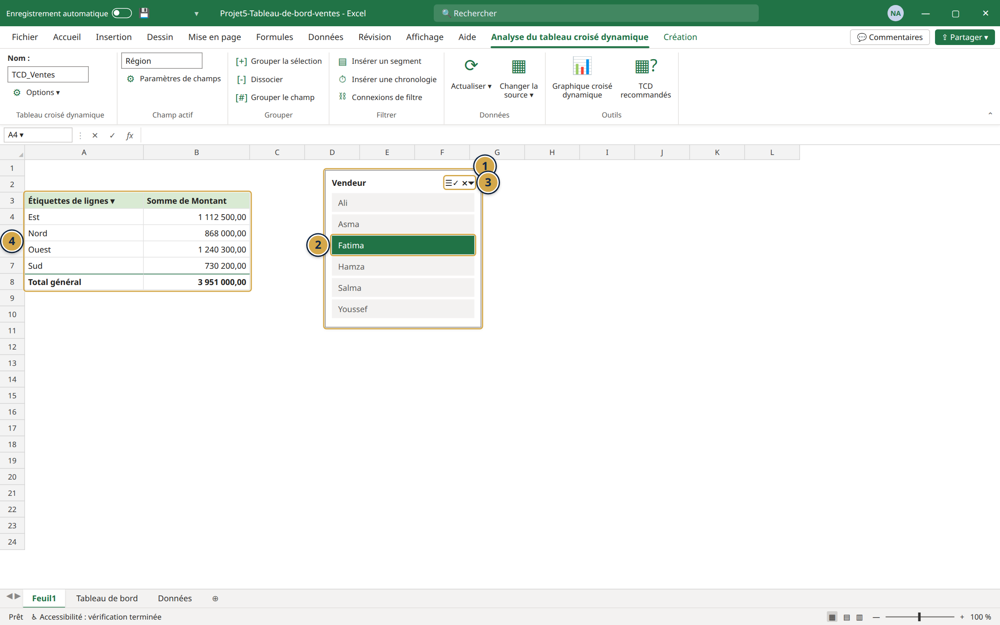 Enregistrement automatique
Projet5-Tableau-de-bord-ventes - Excel
Rechercher
NA
Fichier Accueil Insertion Dessin Mise en page Formules Données Révision Affichage Aide Analyse du tableau croisé dynamique Création
Commentaires
Partager ▾
Nom :
TCD_Ventes
Options ▾
Tableau croisé dynamique
Région
Paramètres de champs
Champ actif
[+] Grouper la sélection
[-] Dissocier
[#] Grouper le champ
Grouper
Insérer un segment
Insérer une chronologie
Connexions de filtre
Filtrer
Actualiser ▾
Changer la
source ▾
Données
Graphique croisé
dynamique
?
TCD
recommandés
Outils
A4 ▾
fx
A B C D E F G H I J K L
1
2
3 Étiquettes de lignes ▾ Somme de Montant
4 Est 1 112 500,00
Nord 868 000,00
Ouest 1 240 300,00
7 Sud 730 200,00
8 Total général 3 951 000,00
9
10
11
12
13
14
15
16
17
18
19
20
21
22
23
24
4
1
3
2
Vendeur
Ali
Asma
Fatima
Hamza
Salma
Youssef
Feuil1 Tableau de bord Données
Prêt Accessibilité : vérification terminée
— + 100 %